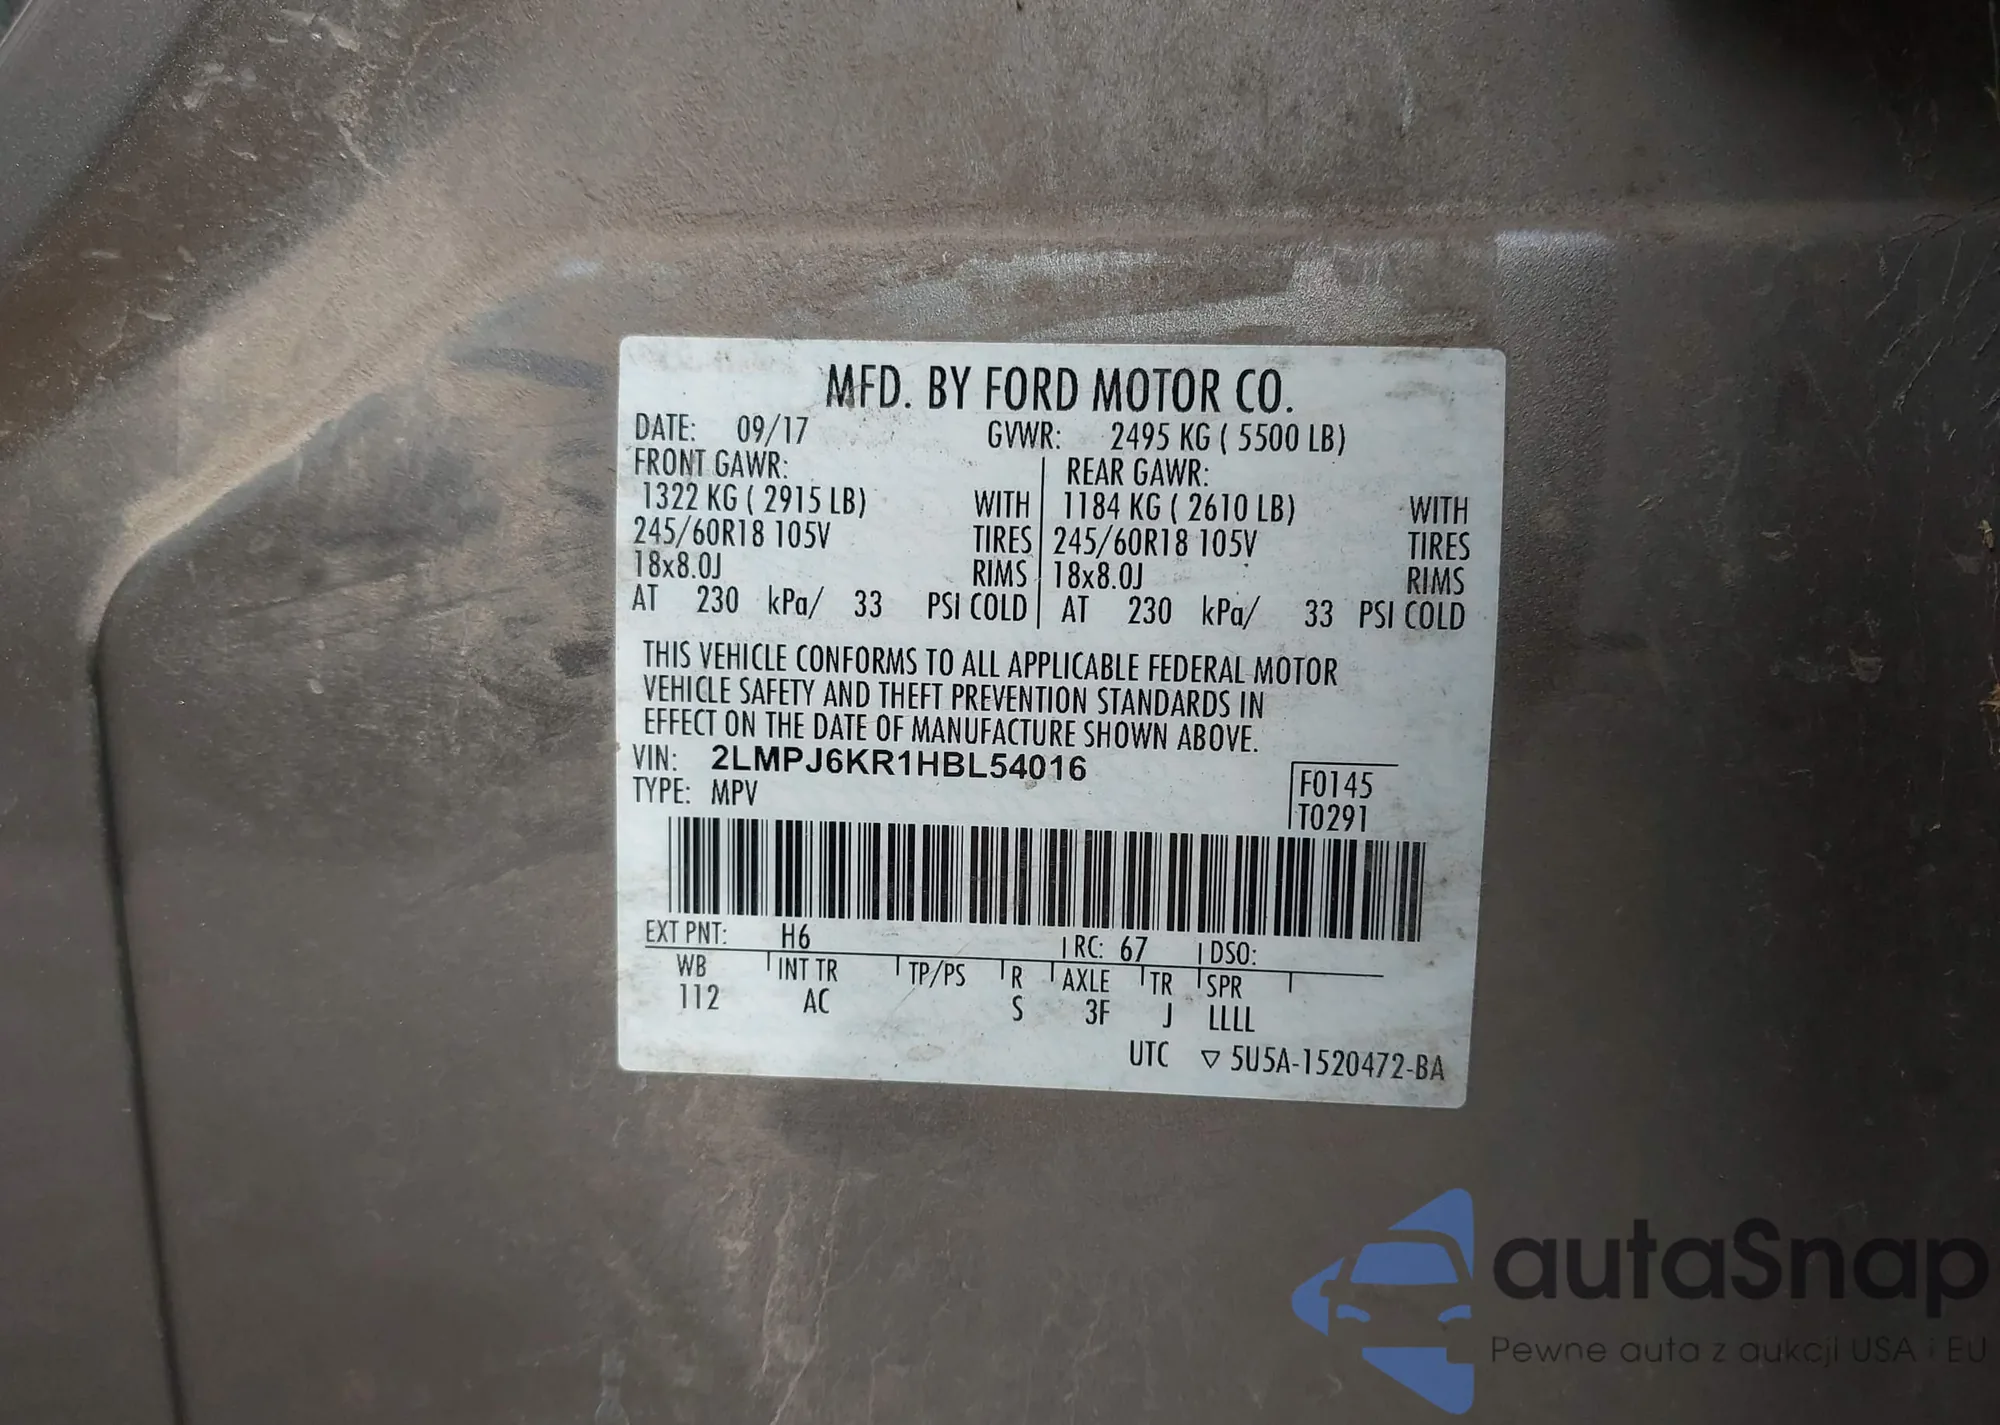 MFD. BY FORD MOTOR CO.
DATE: 09/17 GVWR: 2495 KG ( 5500 LB)
FRONT GAWR: REAR GAWR:
1322 KG ( 2915 LB) WITH 1184 KG ( 2610 LB) WITH
245/60R18 105V TIRES 245/60R18 105V TIRES
18x8.0J RIMS 18x8.0J RIMS
AT 230 kPa/ 33 PSI COLD AT 230 kPa/ 33 PSI COLD
THIS VEHICLE CONFORMS TO ALL APPLICABLE FEDERAL MOTOR
VEHICLE SAFETY AND THEFT PREVENTION STANDARDS IN
EFFECT ON THE DATE OF MANUFACTURE SHOWN ABOVE.
VIN: 2LMPJ6KR1HBL54016
TYPE: MPV
F0145
T0291
EXT PNT: H6 RC: 67 DSO:
WB INT TR TP/PS R AXLE TR SPR
112 AC S 3F J LLLL
UTC ▽ 5U5A-1520472-BA
autaSnap
Pewne auta z aukcji USA i EU